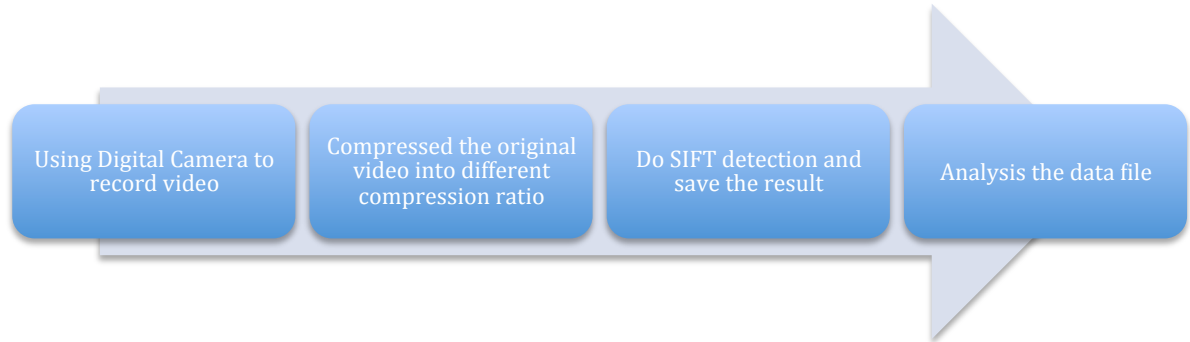 Using Digital Camera to
record video
Compressed the original
video into different
compression ratio
Do SIFT detection and
save the result
Analysis the data file